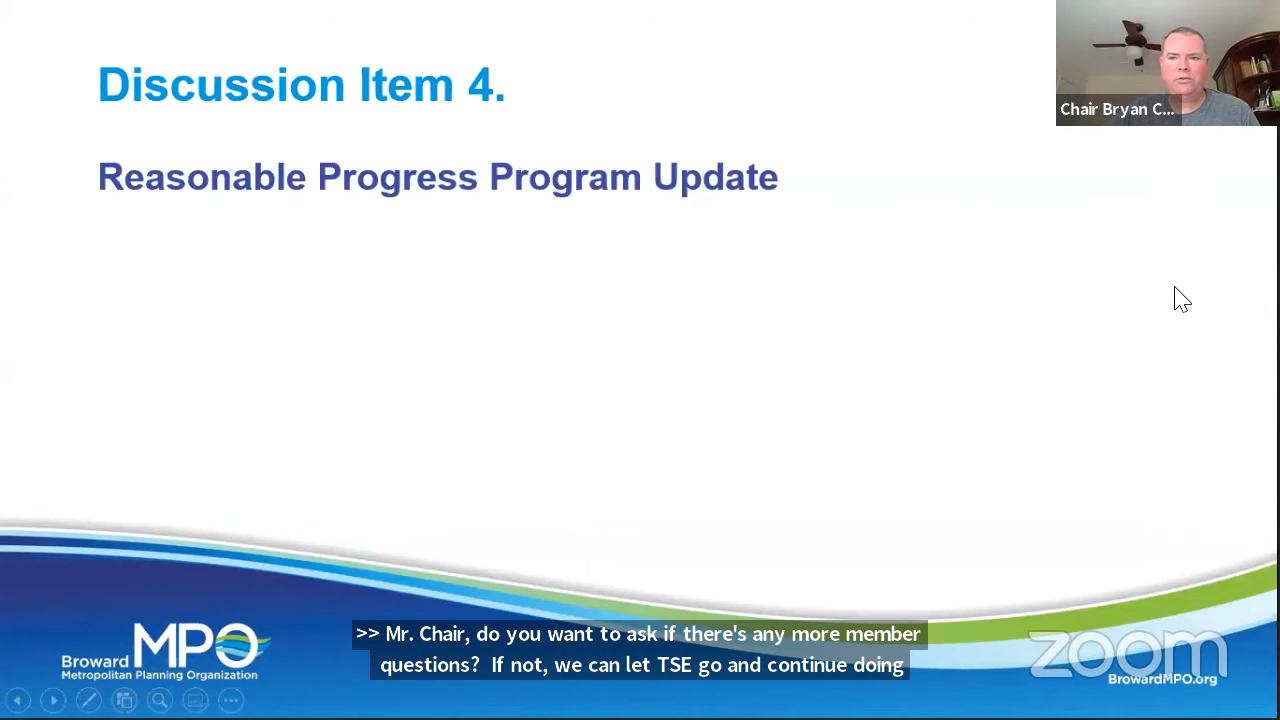 Discussion Item 4.
Reasonable Progress Program Update
Chair Bryan C...
>> Mr. Chair, do you want to ask if there's any more member
questions?  If not, we can let TSE go and continue doing
Broward MPO
Metropolitan Planning Organization
zoom
BrowardMPO.org